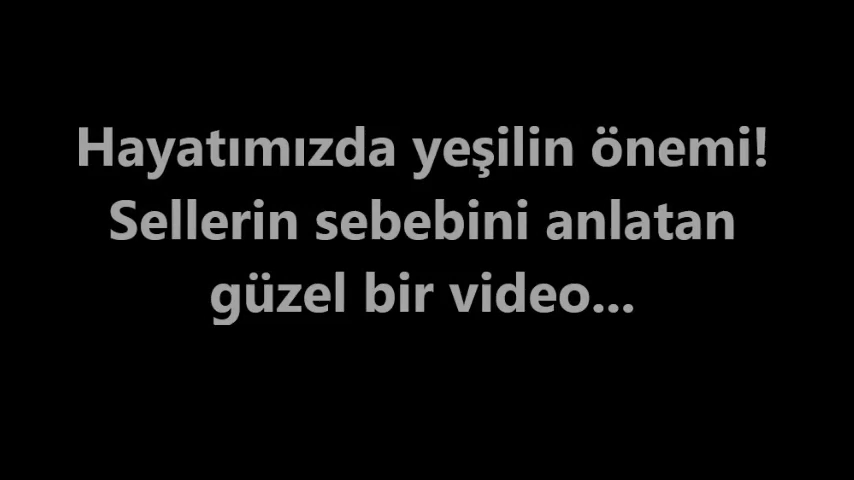 Hayatımızda yeşilin önemi!
Sellerin sebebini anlatan
güzel bir video...